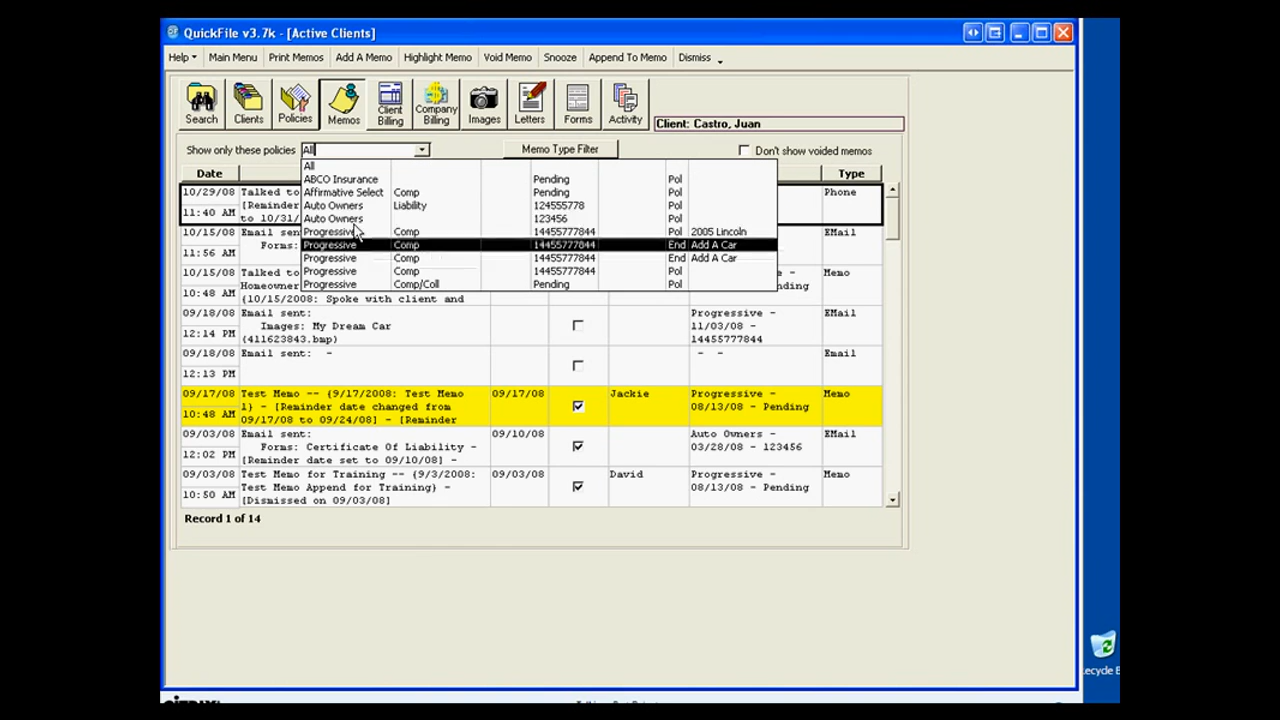 QuickFile v3.7k - [Active Clients]
Help Main Menu Print Memos Add A Memo Highlight Memo Void Memo Snooze Append To Memo Dismiss
Search Clients Policies Memos Client Billing Company Billing Images Letters Forms Activity
Client: Castro, Juan
Show only these policies All Memo Type Filter Don't show voided memos
Date Type
All
ABCO Insurance Pending Pol
Affirmative Select Comp Pending Pol
Auto Owners Liability 124555778 Pol
Auto Owners 123456 Pol
Progressive Comp 14455777844 Pol 2005 Lincoln
Progressive Comp 14455777844 End Add A Car
Progressive Comp 14455777844 End Add A Car
Progressive Comp 14455777844 Pol
Progressive Comp/Coll Pending Pol
10/29/08 Talked to Phone
[Reminder
11:40 AM to 10/31/
10/15/08 Email sen EMail
Forms:
11:56 AM
10/15/08 Talked to Memo
Homeowner ending
10:48 AM {10/15/2008: Spoke with client and
09/18/08 Email sent: Progressive - EMail
Images: My Dream Car 11/03/08 -
12:14 PM (411623843.bmp) 14455777844
09/18/08 Email sent: - - - Email
12:13 PM
09/17/08 Test Memo -- {9/17/2008: Test Memo 09/17/08 Jackie Progressive - Memo
1} - [Reminder date changed from 08/13/08 - Pending
10:48 AM 09/17/08 to 09/24/08] - [Reminder
09/03/08 Email sent: 09/10/08 Auto Owners - EMail
Forms: Certificate Of Liability - 03/28/08 - 123456
12:02 PM [Reminder date set to 09/10/08] -
09/03/08 Test Memo for Training -- {9/3/2008: 09/03/08 David Progressive - Memo
Test Memo Append for Training} - 08/13/08 - Pending
10:50 AM [Dismissed on 09/03/08]
Record 1 of 14